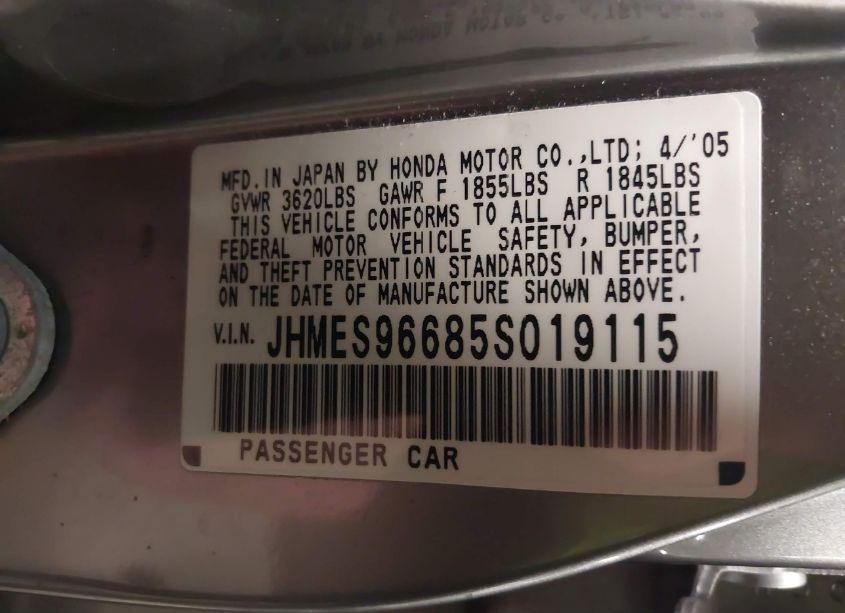 MFD.IN JAPAN BY HONDA MOTOR CO.,LTD; 4/'05
GVWR 3620LBS GAWR F 1855LBS R 1845LBS
THIS VEHICLE CONFORMS TO ALL APPLICABLE
FEDERAL MOTOR VEHICLE SAFETY, BUMPER,
AND THEFT PREVENTION STANDARDS IN EFFECT
ON THE DATE OF MANUFACTURE SHOWN ABOVE.
V.I.N. JHMES96685S019115
PASSENGER CAR